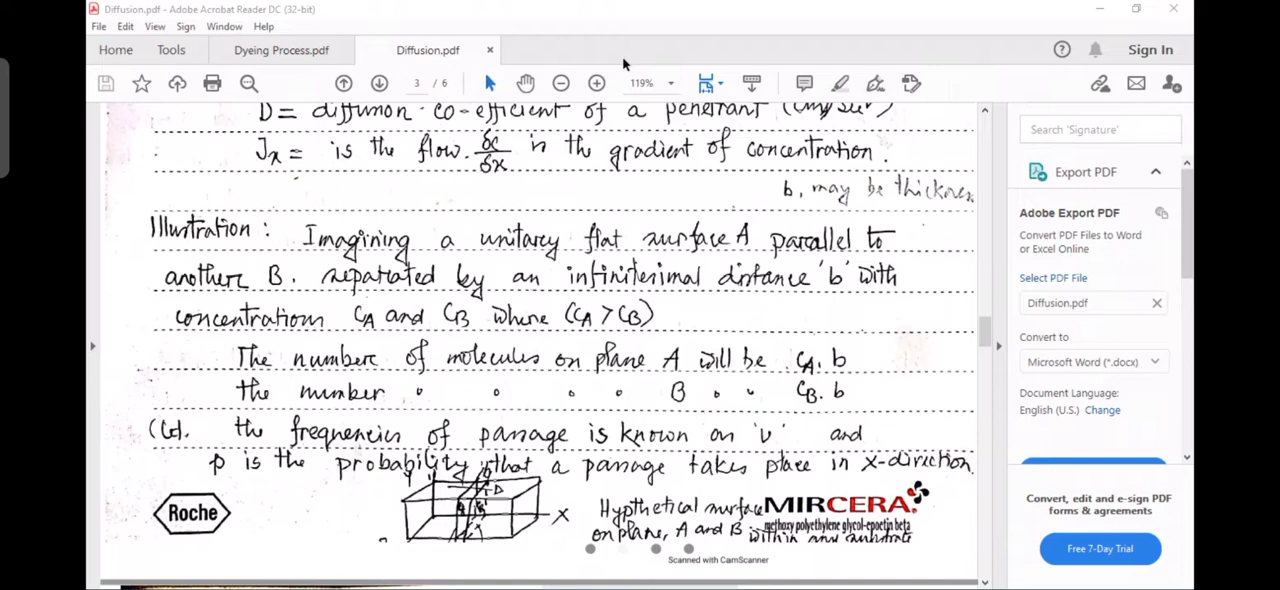 Diffusion.pdf - Adobe Acrobat Reader DC (32-bit)
File Edit View Sign Window Help
Home Tools Dyeing Process.pdf Diffusion.pdf × Sign In
3 / 6 119%
D = diffusion co-efficient of a penetrant
Jx = is the flow. δc/δx is the gradient of concentration.
b, may be thickness
Search 'Signature'
Export PDF
Adobe Export PDF
Convert PDF Files to Word
or Excel Online
Select PDF File
Diffusion.pdf ×
Convert to
Microsoft Word (*.docx)
Document Language:
English (U.S.) Change
Illustration: Imagining a unitary flat surface A parallel to
another B. separated by an infinitesimal distance 'b' with
concentrations CA and CB where (CA > CB)
The number of molecules on plane A will be CA. b
the number " " " " B " " CB. b
the frequencies of passage is known as 'ν' and
p is the probability that a passage takes place in x-direction.
X
Hypothetical surface
on plane, A and B within any substrate
Roche
MIRCERA
methoxy polyethylene glycol-epoetin beta
Scanned with CamScanner
Convert, edit and e-sign PDF
forms & agreements
Free 7-Day Trial